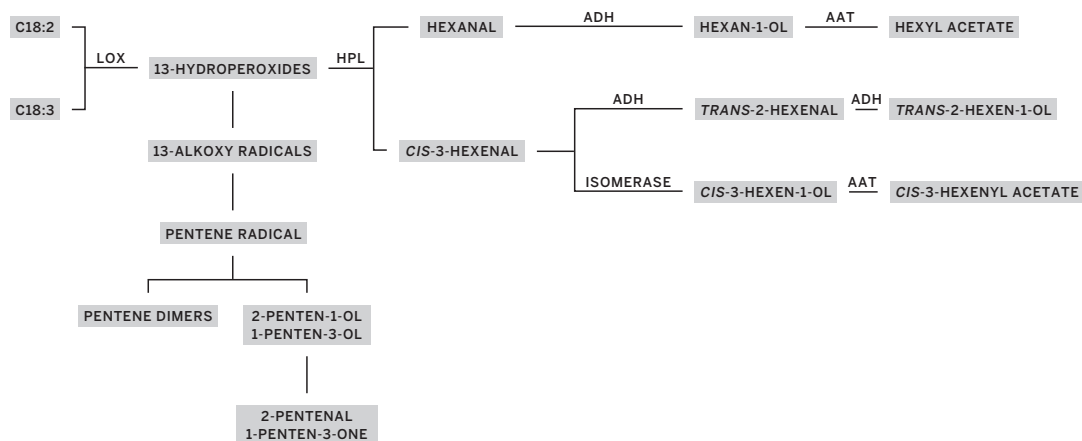 C18:2
HEXANAL
ADH
HEXAN-1-OL
AAT
HEXYL ACETATE
LOX
13-HYDROPEROXIDES
HPL
C18:3
ADH
TRANS-2-HEXENAL
ADH
TRANS-2-HEXEN-1-OL
13-ALKOXY RADICALS
CIS-3-HEXENAL
ISOMERASE
CIS-3-HEXEN-1-OL
AAT
CIS-3-HEXENYL ACETATE
PENTENE RADICAL
PENTENE DIMERS
2-PENTEN-1-OL
1-PENTEN-3-OL
2-PENTENAL
1-PENTEN-3-ONE